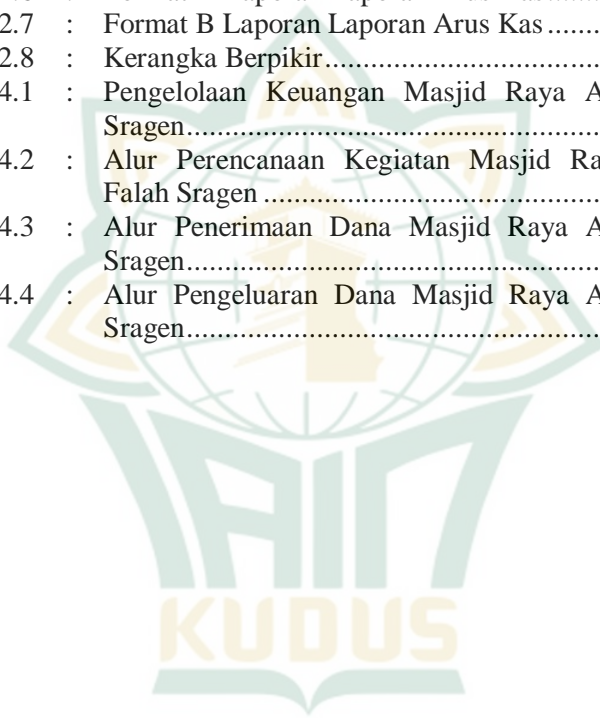 2.7 : Format B Laporan Laporan Arus Kas .......
2.8 : Kerangka Berpikir...................................
4.1 : Pengelolaan Keuangan Masjid Raya
Sragen.....................................................
4.2 : Alur Perencanaan Kegiatan Masjid
Falah Sragen ...........................................
4.3 : Alur Penerimaan Dana Masjid Raya
Sragen.....................................................
4.4 : Alur Pengeluaran Dana Masjid Raya
Sragen.....................................................
IAIN
KUDUS